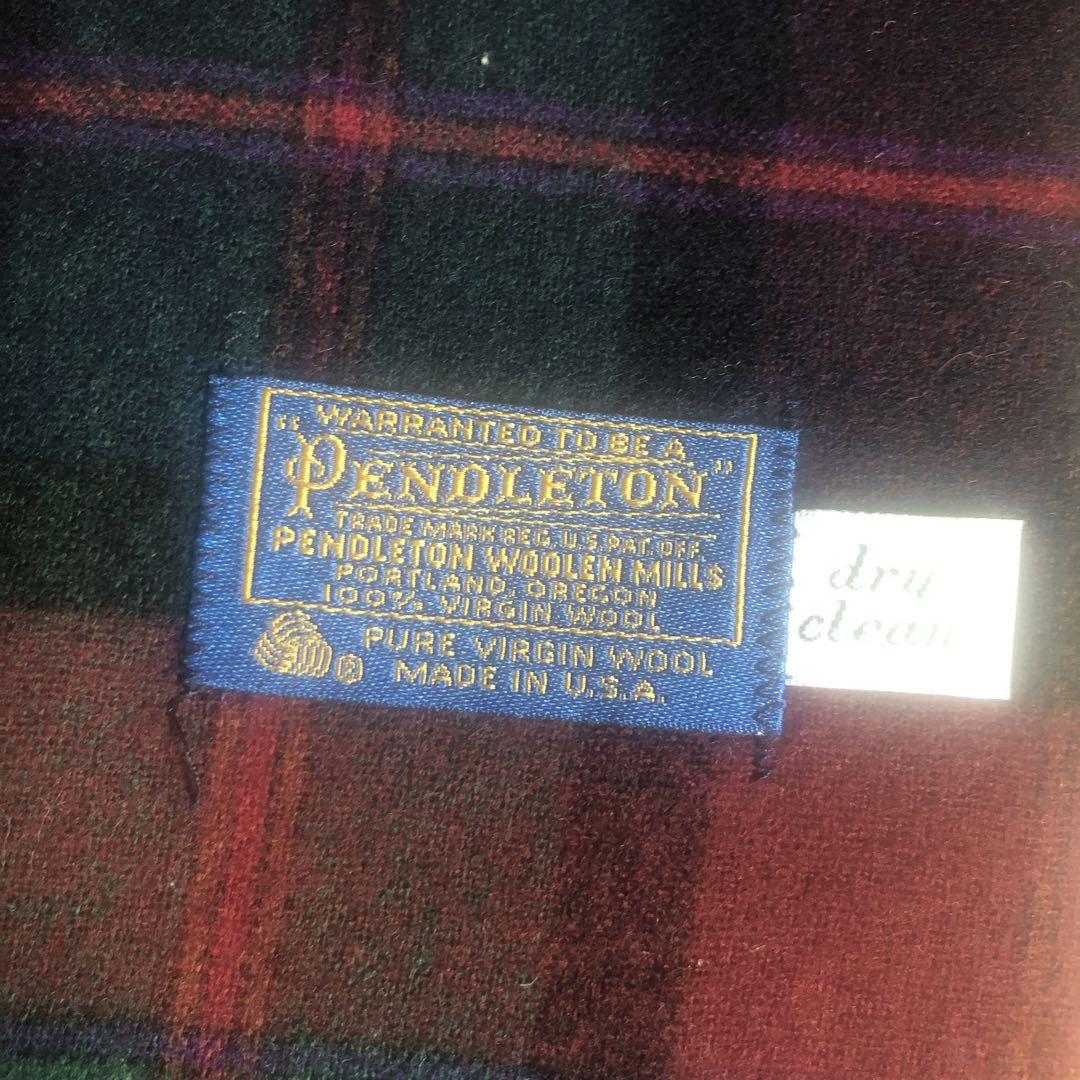 WARRANTED TO BE A
"PENDLETON"
TRADE MARK REG. U.S. PAT. OFF.
PENDLETON WOOLEN MILLS
PORTLAND, OREGON
100% VIRGIN WOOL
® PURE VIRGIN WOOL
MADE IN U.S.A.
dry
clean